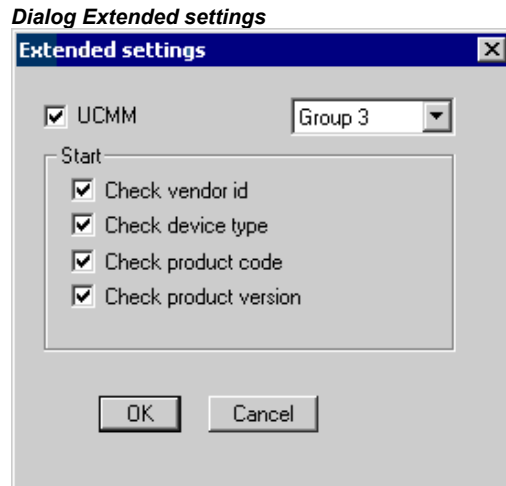 Dialog Extended settings
Extended settings
UCMM Group 3
Start
Check vendor id
Check device type
Check product code
Check product version
OK Cancel